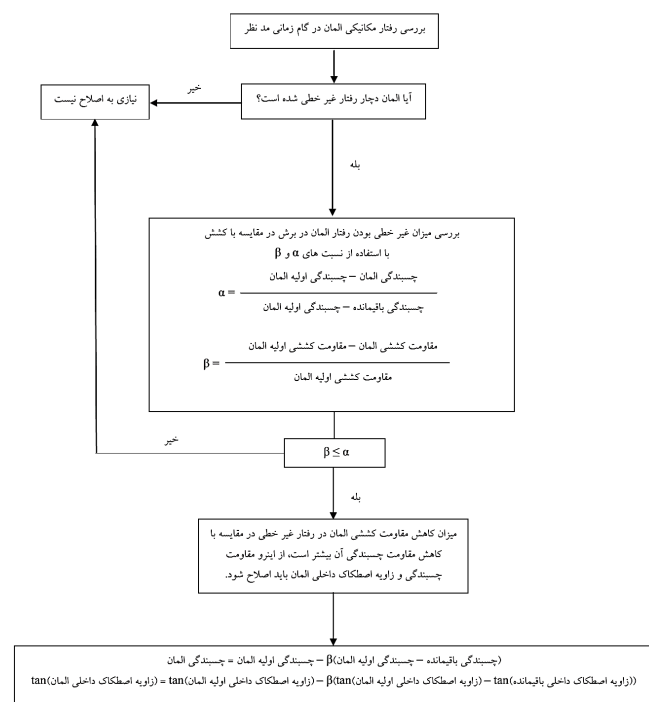 بررسی رفتار مکانیکی المان در گام زمانی مد نظر
آیا المان دچار رفتار غیر خطی شده است؟
خیر
نیازی به اصلاح نیست
بله
بررسی میزان غیر خطی بودن رفتار المان در برش در مقایسه با کشش
با استفاده از نسبت های α و β
چسبندگی المان – چسبندگی اولیه المان
α =
چسبندگی باقیمانده – چسبندگی اولیه المان
مقاومت کششی المان – مقاومت کششی اولیه المان
β =
مقاومت کششی اولیه المان
خیر
β ≤ α
بله
میزان کاهش مقاومت کششی المان در رفتار غیر خطی در مقایسه با
کاهش مقاومت چسبندگی آن بیشتر است، از اینرو مقاومت
چسبندگی و زاویه اصطکاک داخلی المان باید اصلاح شود.
(چسبندگی باقیمانده – چسبندگی اولیه المان)β – چسبندگی اولیه المان = چسبندگی المان
tan(زاویه اصطکاک داخلی المان) = tan(زاویه اصطکاک داخلی اولیه المان) – β(tan(زاویه اصطکاک داخلی اولیه المان) – tan(زاویه اصطکاک داخلی باقیمانده))